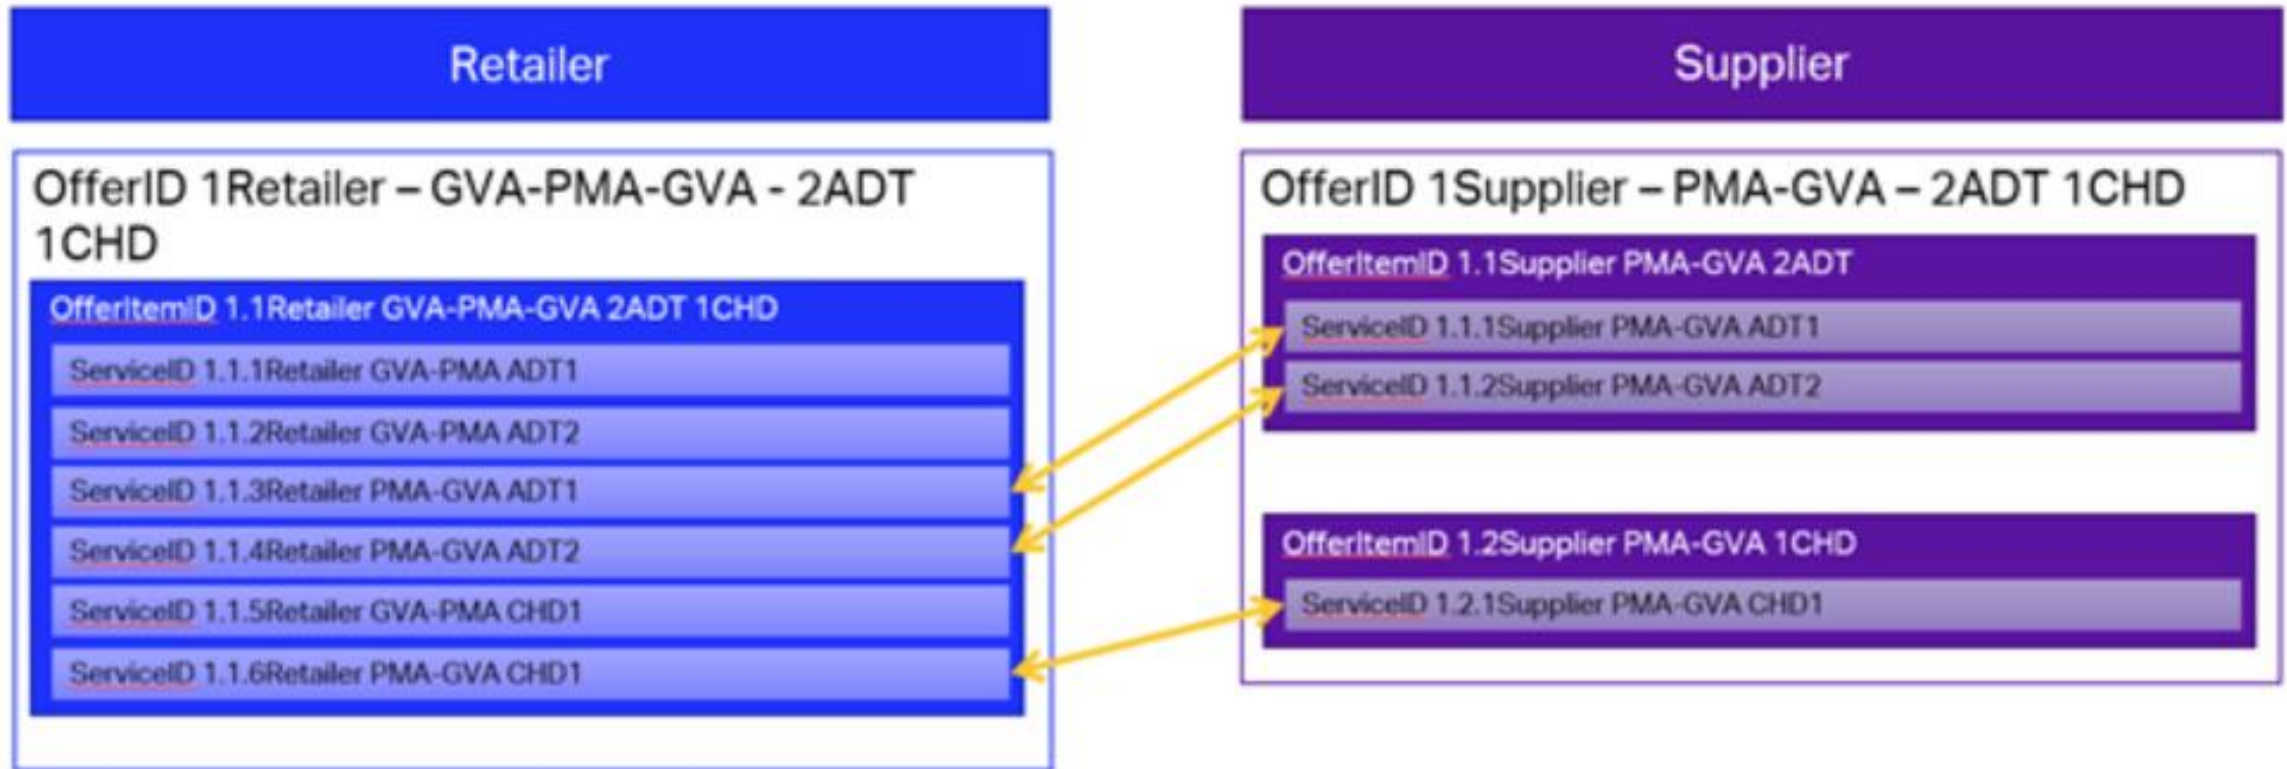 Retailer
Supplier
OfferID 1Retailer – GVA-PMA-GVA - 2ADT
1CHD
OfferItemID 1.1Retailer GVA-PMA-GVA 2ADT 1CHD
ServiceID 1.1.1Retailer GVA-PMA ADT1
ServiceID 1.1.2Retailer GVA-PMA ADT2
ServiceID 1.1.3Retailer PMA-GVA ADT1
ServiceID 1.1.4Retailer PMA-GVA ADT2
ServiceID 1.1.5Retailer GVA-PMA CHD1
ServiceID 1.1.6Retailer PMA-GVA CHD1
OfferID 1Supplier – PMA-GVA – 2ADT 1CHD
OfferItemID 1.1Supplier PMA-GVA 2ADT
ServiceID 1.1.1Supplier PMA-GVA ADT1
ServiceID 1.1.2Supplier PMA-GVA ADT2
OfferItemID 1.2Supplier PMA-GVA 1CHD
ServiceID 1.2.1Supplier PMA-GVA CHD1